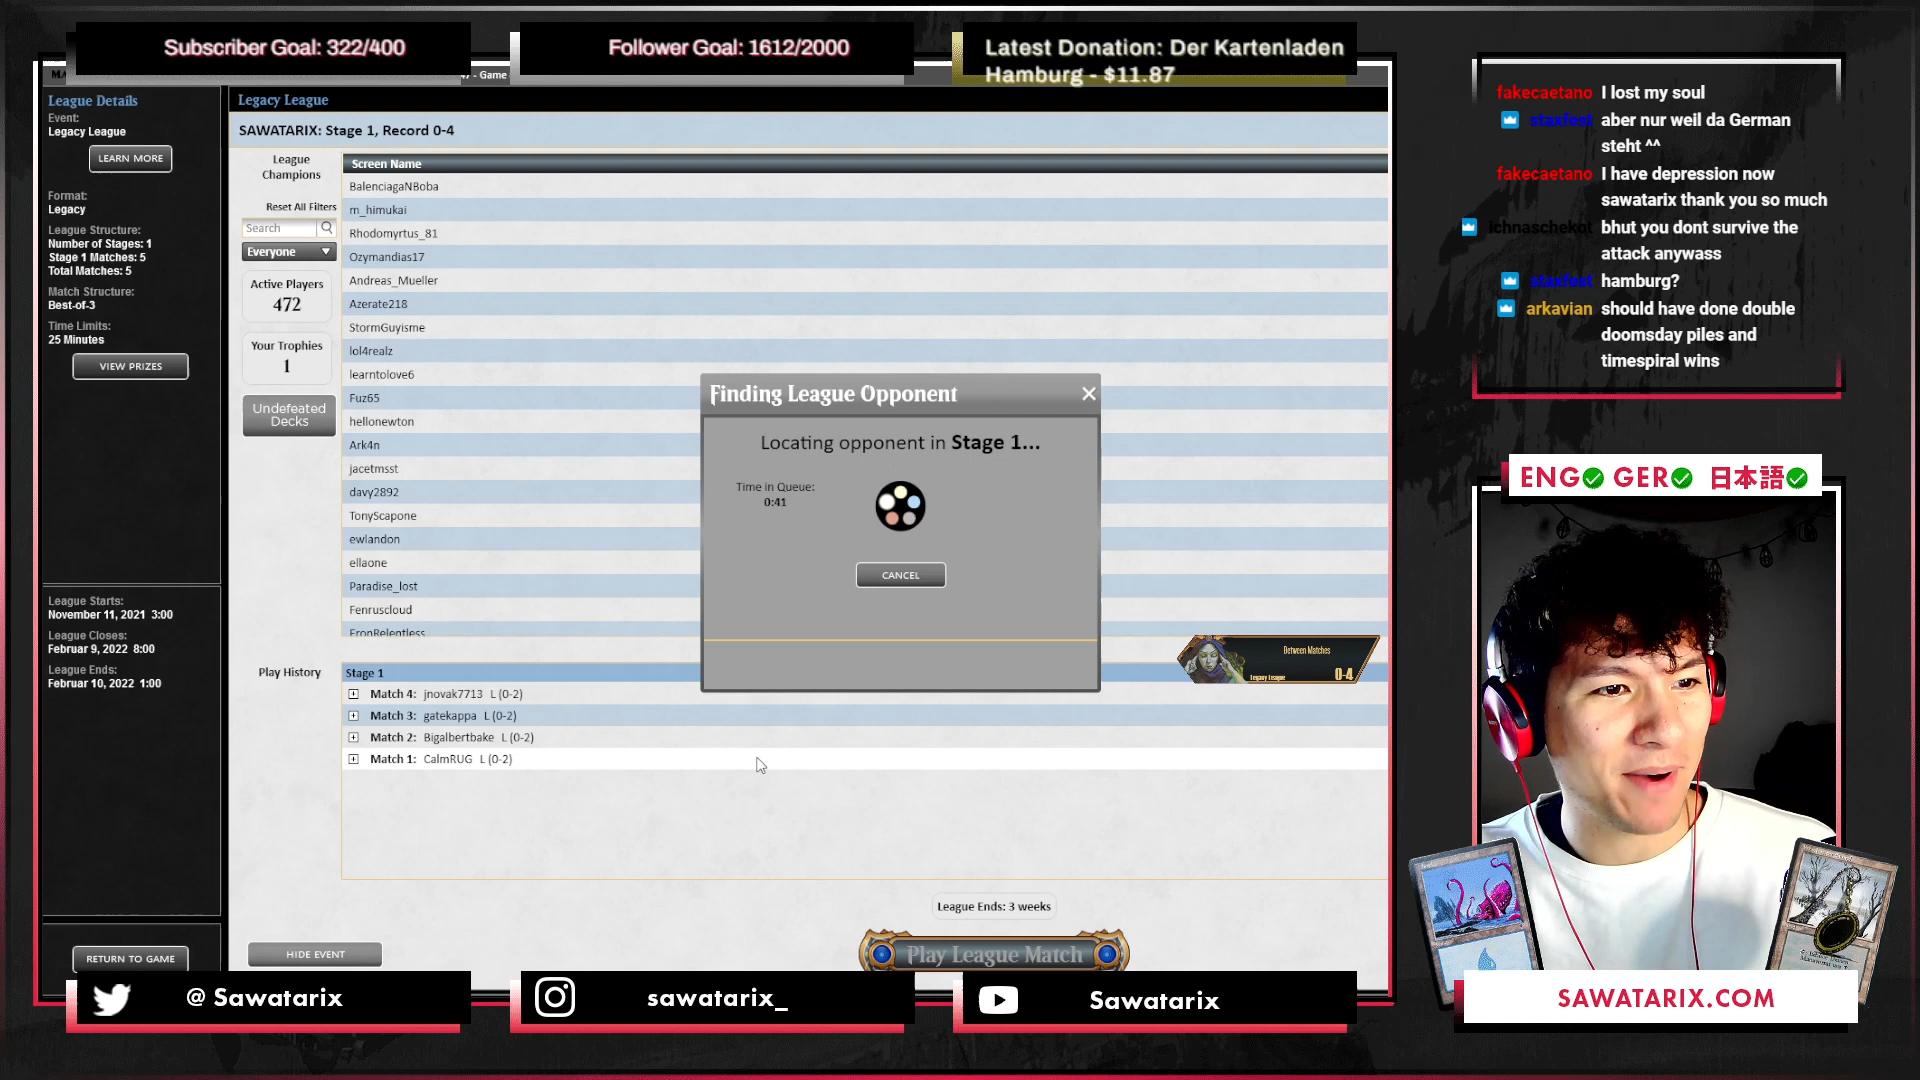 Subscriber Goal: 322/400
Follower Goal: 1612/2000
Latest Donation: Der Kartenladen
Hamburg - $11.87
- Game
League Details
Event:
Legacy League
LEARN MORE
Format:
Legacy
League Structure:
Number of Stages: 1
Stage 1 Matches: 5
Total Matches: 5
Match Structure:
Best-of-3
Time Limits:
25 Minutes
VIEW PRIZES
League Starts:
November 11, 2021 3:00
League Closes:
Februar 9, 2022 8:00
League Ends:
Februar 10, 2022 1:00
RETURN TO GAME
Legacy League
SAWATARIX: Stage 1, Record 0-4
League
Champions
Reset All Filters
Search
Everyone
Active Players
472
Your Trophies
1
Undefeated
Decks
Screen Name
BalenciagaNBoba
m_himukai
Rhodomyrtus_81
Ozymandias17
Andreas_Mueller
Azerate218
StormGuyisme
lol4realz
learntolove6
Fuz65
hellonewton
Ark4n
jacetmsst
davy2892
TonyScapone
ewlandon
ellaone
Paradise_lost
Fenruscloud
EronRelentless
Finding League Opponent
Locating opponent in Stage 1...
Time in Queue:
0:41
CANCEL
Between Matches
Legacy League
0-4
Play History
Stage 1
Match 4: jnovak7713 L (0-2)
Match 3: gatekappa L (0-2)
Match 2: Bigalbertbake L (0-2)
Match 1: CalmRUG L (0-2)
League Ends: 3 weeks
HIDE EVENT
Play League Match
fakecaetano I lost my soul
staxfest aber nur weil da German
steht ^^
fakecaetano I have depression now
sawatarix thank you so much
ichnaschekot bhut you dont survive the
attack anywass
staxfest hamburg?
arkavian should have done double
doomsday piles and
timespiral wins
ENG GER 日本語
@ Sawatarix
sawatarix_
Sawatarix
SAWATARIX.COM